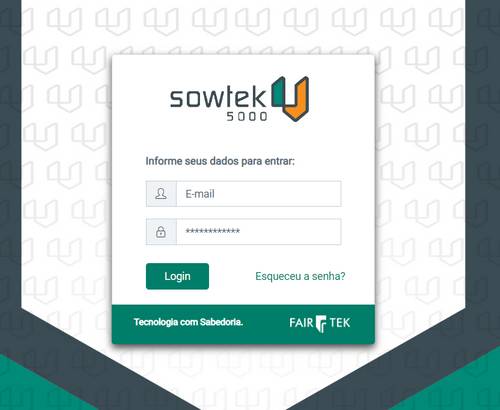 sowtek
5000
Informe seus dados para entrar:
E-mail
************
Login
Esqueceu a senha?
Tecnologia com Sabedoria.
FAIR TEK